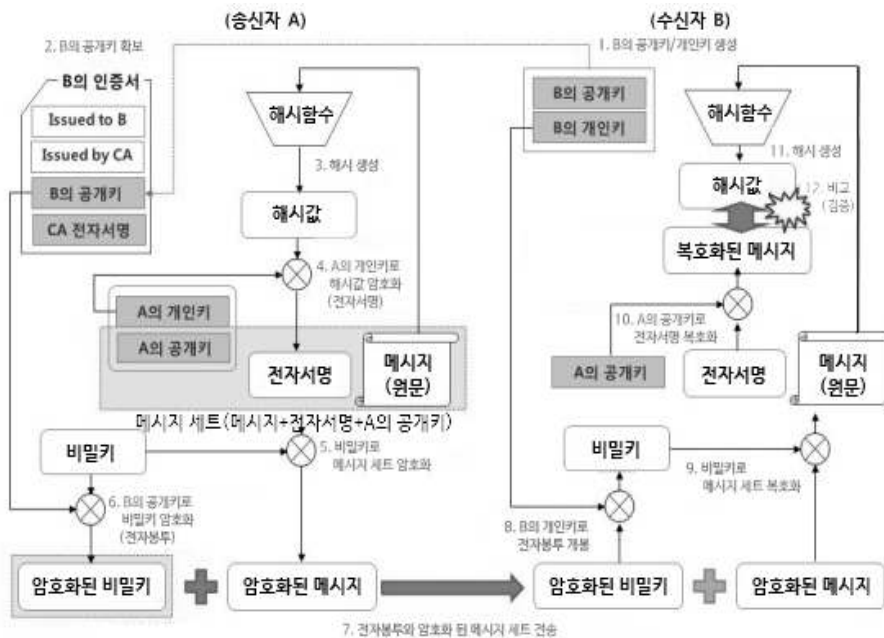 (송신자 A)
(수신자 B)
2. B의 공개키 확보
1. B의 공개키/개인키 생성
B의 인증서
Issued to B
Issued by CA
B의 공개키
CA 전자서명
해시함수
3. 해시 생성
해시값
4. A의 개인키로
해시값 암호화
(전자서명)
A의 개인키
A의 공개키
전자서명
메시지
(원문)
메시지 세트(메시지+전자서명+A의 공개키)
비밀키
5. 비밀키로
메시지 세트 암호화
6. B의 공개키로
비밀키 암호화
(전자봉투)
암호화된 비밀키
암호화된 메시지
B의 공개키
B의 개인키
해시함수
11. 해시 생성
해시값
12. 비교
(검증)
복호화된 메시지
10. A의 공개키로
전자서명 복호화
A의 공개키
전자서명
메시지
(원문)
비밀키
9. 비밀키로
메시지 세트 복호화
8. B의 개인키로
전자봉투 개봉
암호화된 비밀키
암호화된 메시지
7. 전자봉투와 암호화 된 메시지 세트 전송